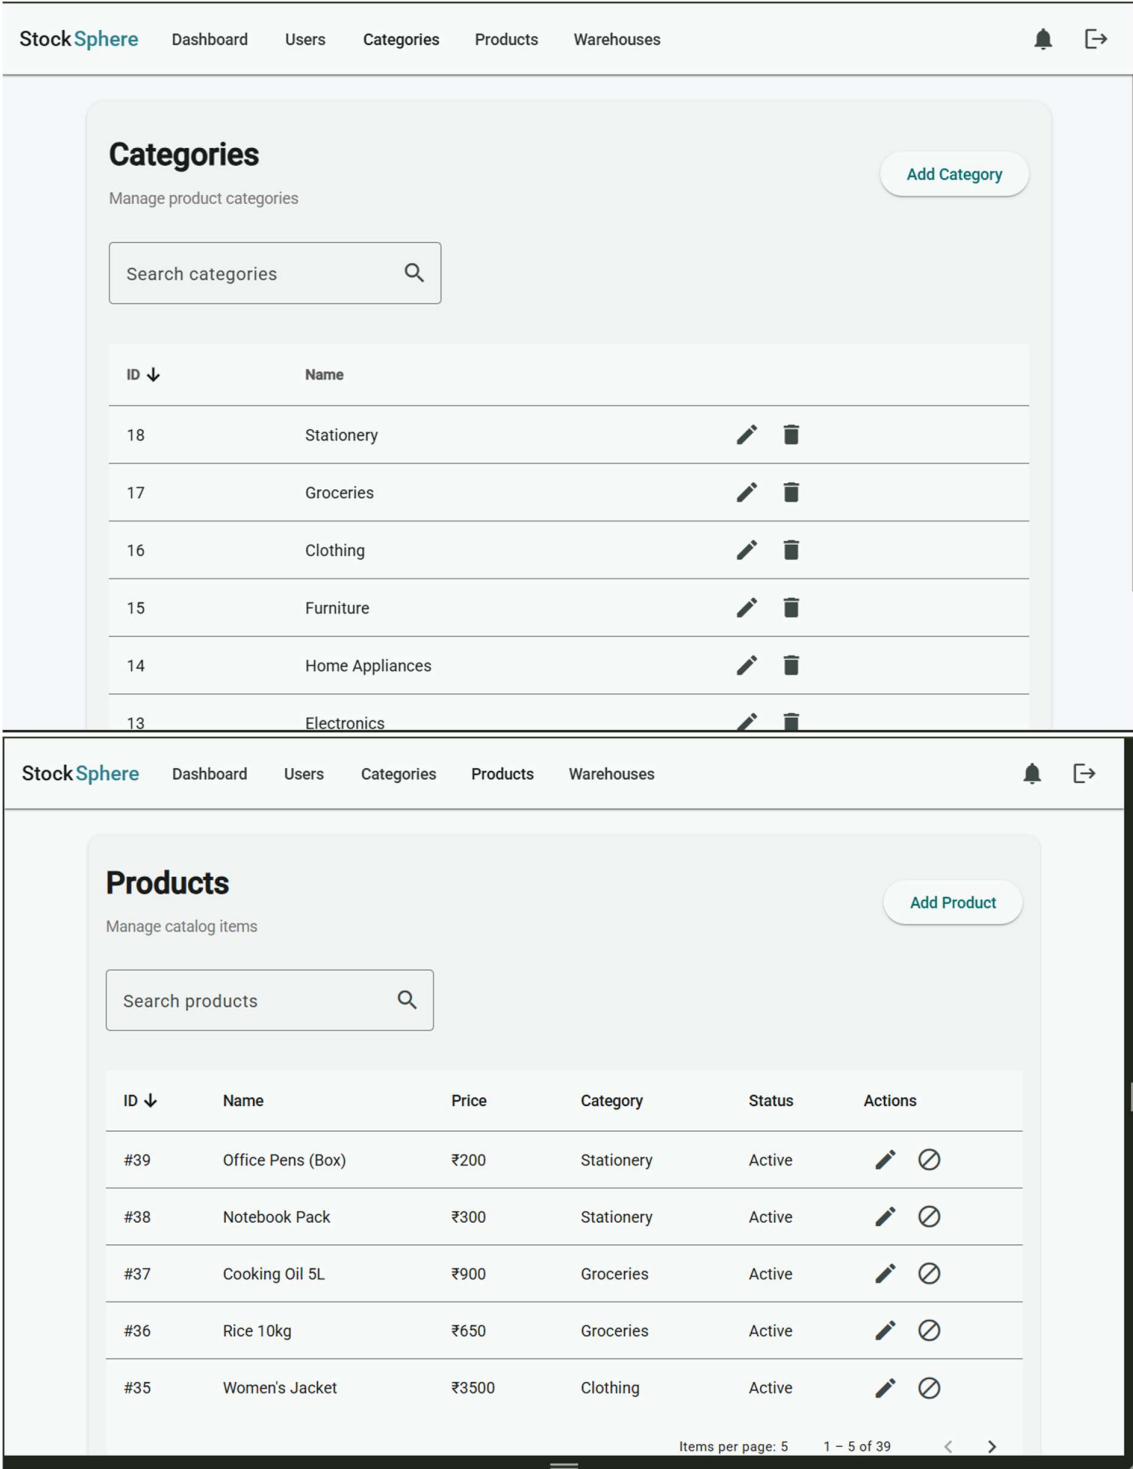 StockSphere Dashboard Users Categories Products Warehouses
Categories
Add Category
Manage product categories
Search categories
ID Name
18 Stationery
17 Groceries
16 Clothing
15 Furniture
14 Home Appliances
13 Electronics
StockSphere Dashboard Users Categories Products Warehouses
Products
Add Product
Manage catalog items
Search products
ID Name Price Category Status Actions
#39 Office Pens (Box) ₹200 Stationery Active
#38 Notebook Pack ₹300 Stationery Active
#37 Cooking Oil 5L ₹900 Groceries Active
#36 Rice 10kg ₹650 Groceries Active
#35 Women's Jacket ₹3500 Clothing Active
Items per page: 5 1 – 5 of 39